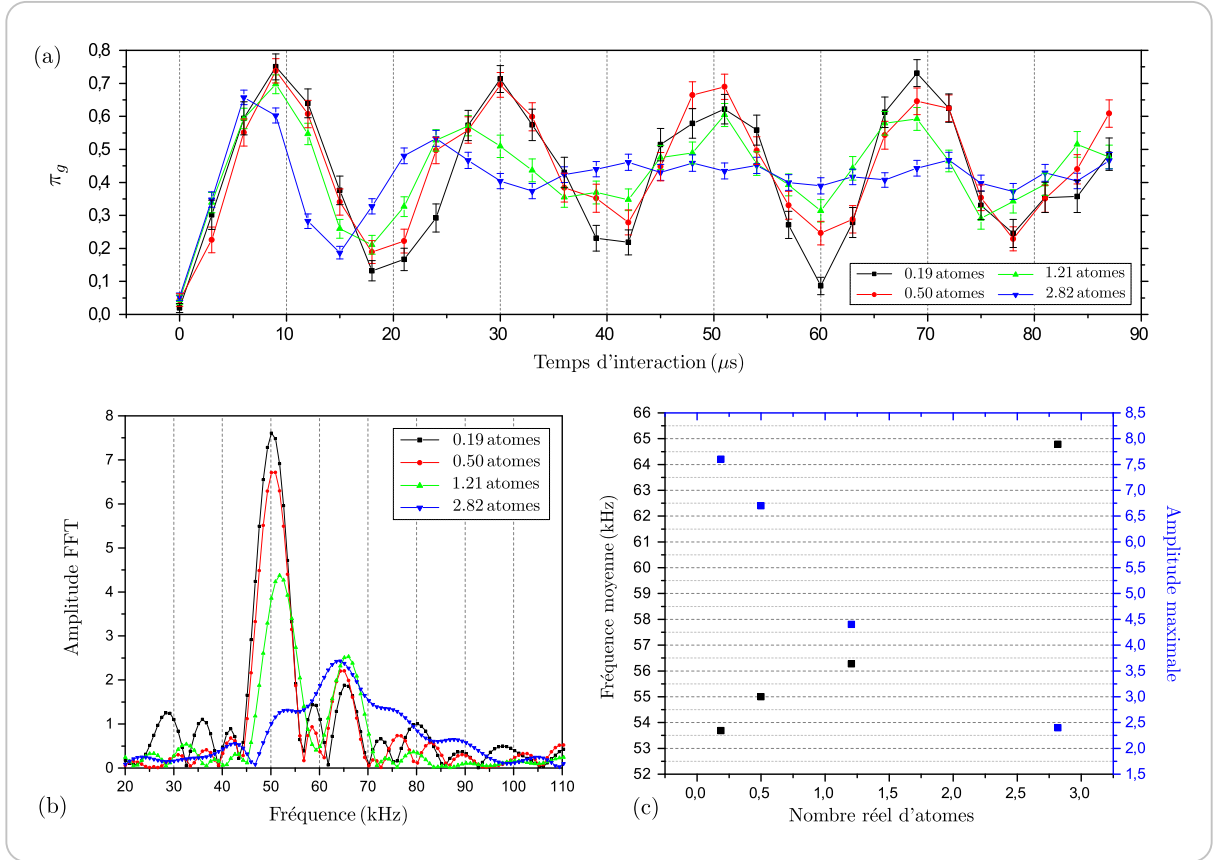 (a)
0,8
0,7
0,6
0,5
0,4
0,3
0,2
0,1
0,0
π_g
0 10 20 30 40 50 60 70 80 90
Temps d'interaction (μs)
0.19 atomes 1.21 atomes
0.50 atomes 2.82 atomes
8
7
6
5
4
3
2
1
0
Amplitude FFT
0.19 atomes
0.50 atomes
1.21 atomes
2.82 atomes
20 30 40 50 60 70 80 90 100 110
Fréquence (kHz)
(b)
66
65
64
63
62
61
60
59
58
57
56
55
54
53
52
Fréquence moyenne (kHz)
8,5
8,0
7,5
7,0
6,5
6,0
5,5
5,0
4,5
4,0
3,5
3,0
2,5
2,0
1,5
Amplitude maximale
0,0 0,5 1,0 1,5 2,0 2,5 3,0
Nombre réel d'atomes
(c)